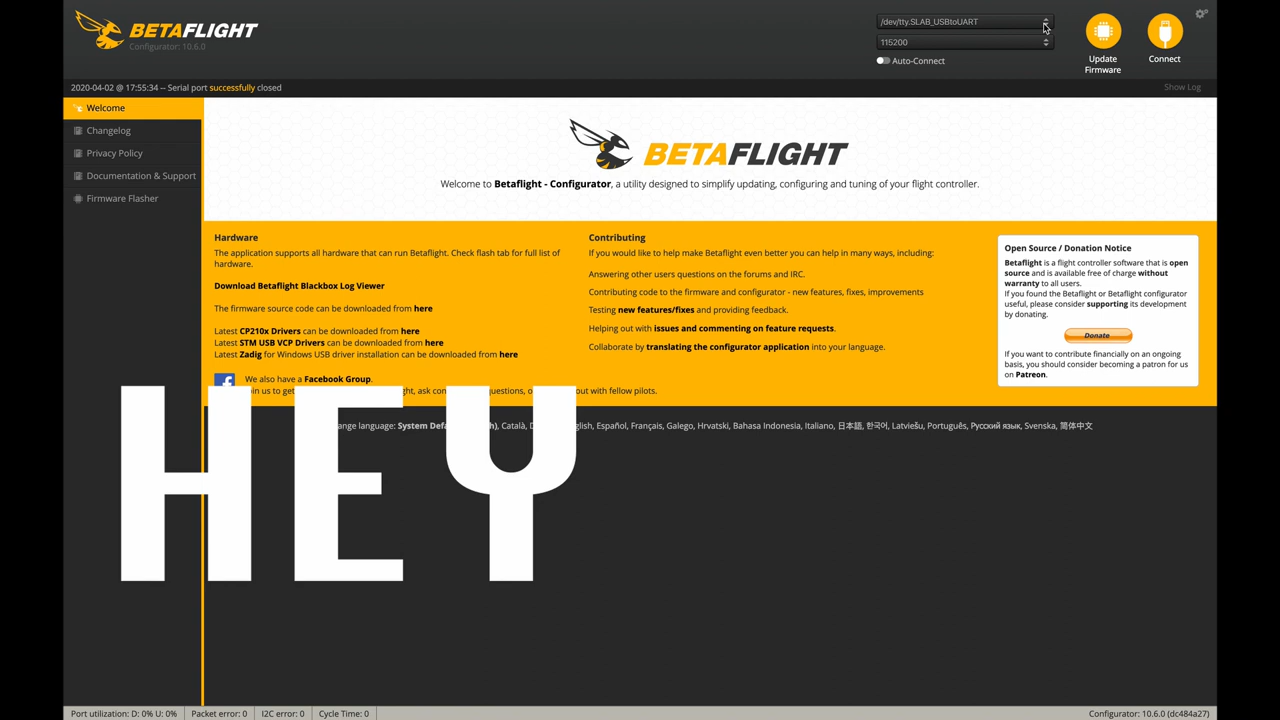 BETAFLIGHT
Configurator: 10.6.0
/dev/tty.SLAB_USBtoUART
115200
Auto-Connect
Update
Firmware
Connect
2020-04-02 @ 17:55:34 -- Serial port successfully closed
Show Log
Welcome
Changelog
Privacy Policy
Documentation & Support
Firmware Flasher
BETAFLIGHT
Welcome to Betaflight - Configurator, a utility designed to simplify updating, configuring and tuning of your flight controller.
Hardware
The application supports all hardware that can run Betaflight. Check flash tab for full list of
hardware.
Download Betaflight Blackbox Log Viewer
The firmware source code can be downloaded from here
Latest CP210x Drivers can be downloaded from here
Latest STM USB VCP Drivers can be downloaded from here
Latest Zadig for Windows USB driver installation can be downloaded from here
We also have a Facebook Group.
us to get questions, out with fellow pilots.
Contributing
If you would like to help make Betaflight even better you can help in many ways, including:
Answering other users questions on the forums and IRC.
Contributing code to the firmware and configurator - new features, fixes, improvements
Testing new features/fixes and providing feedback.
Helping out with issues and commenting on feature requests.
Collaborate by translating the configurator application into your language.
Open Source / Donation Notice
Betaflight is a flight controller software that is open
source and is available free of charge without
warranty to all users.
If you found the Betaflight or Betaflight configurator
useful, please consider supporting its development
by donating.
Donate
If you want to contribute financially on an ongoing
basis, you should consider becoming a patron for us
on Patreon.
language: System Català, Español, Français, Galego, Hrvatski, Bahasa Indonesia, Italiano, 日本語, 한국어, Latviešu, Português, Русский язык, Svenska, 简体中文
HEY
Port utilization: D: 0% U: 0%
Packet error: 0
I2C error: 0
Cycle Time: 0
Configurator: 10.6.0 (dc484a27)